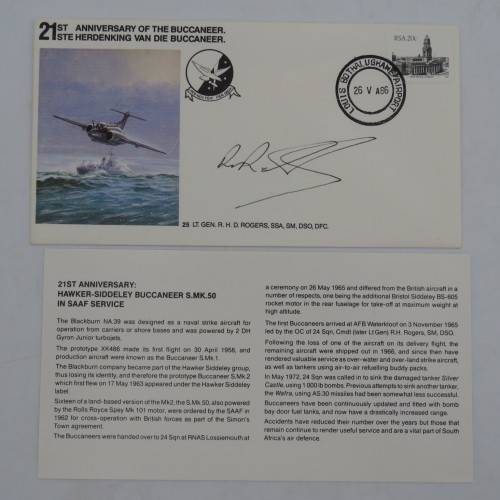 21ST ANNIVERSARY OF THE BUCCANEER.
STE HERDENKING VAN DIE BUCCANEER.
RSA 20c
LOUIS BOTHA LUGHAWE/AIRPORT
26 V A86
25 LT. GEN. R. H. D. ROGERS, SSA, SM, DSO, DFC.
21ST ANNIVERSARY:
HAWKER-SIDDELEY BUCCANEER S.MK.50
IN SAAF SERVICE
The Blackburn NA.39 was designed as a naval strike aircraft for
operation from carriers or shore bases and was powered by 2 DH
Gyron Junior turbojets.
The prototype XK486 made its first flight on 30 April 1958, and
production aircraft were known as the Buccaneer S.Mk.1.
The Blackburn company became part of the Hawker Siddeley group,
thus losing its identity, and therefore the prototype Buccaneer S.Mk.2
which first flew on 17 May 1963 appeared under the Hawker Siddeley
label.
Sixteen of a land-based version of the Mk2, the S.Mk.50, also powered
by the Rolls Royce Spey Mk 101 motor, were ordered by the SAAF in
1962 for cross-operation with British forces as part of the Simon's
Town agreement.
The Buccaneers were handed over to 24 Sqn at RNAS Lossiemouth at
a ceremony on 26 May 1965 and differed from the British aircraft in a
number of respects, one being the additional Bristol Siddeley BS-605
rocket motor in the rear fuselage for take-off at maximum weight at
high altitude.
The first Buccaneers arrived at AFB Waterkloof on 3 November 1965
led by the OC of 24 Sqn, Cmdt (later Lt Gen) R.H. Rogers, SM, DSO.
Following the loss of one of the aircraft on its delivery flight, the
remaining aircraft were shipped out in 1966, and since then have
rendered valuable service as over-water and over-land strike aircraft,
as well as tankers using air-to-air refuelling buddy packs.
In May 1972, 24 Sqn was called in to sink the damaged tanker Silver
Castle, using 1 000 lb bombs. Previous attempts to sink another tanker,
the Wafra, using AS.30 missiles had been somewhat less successful.
Buccaneers have been continuously updated and fitted with bomb
bay door fuel tanks, and now have a drastically increased range.
Accidents have reduced their number over the years but those that
remain continue to render useful service and are a vital part of South
Africa's air defence.